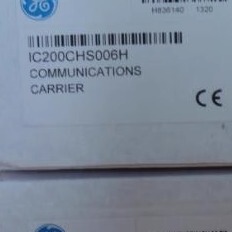 H836140 1320
IC200CHS006H
COMMUNICATIONS
CARRIER
CE